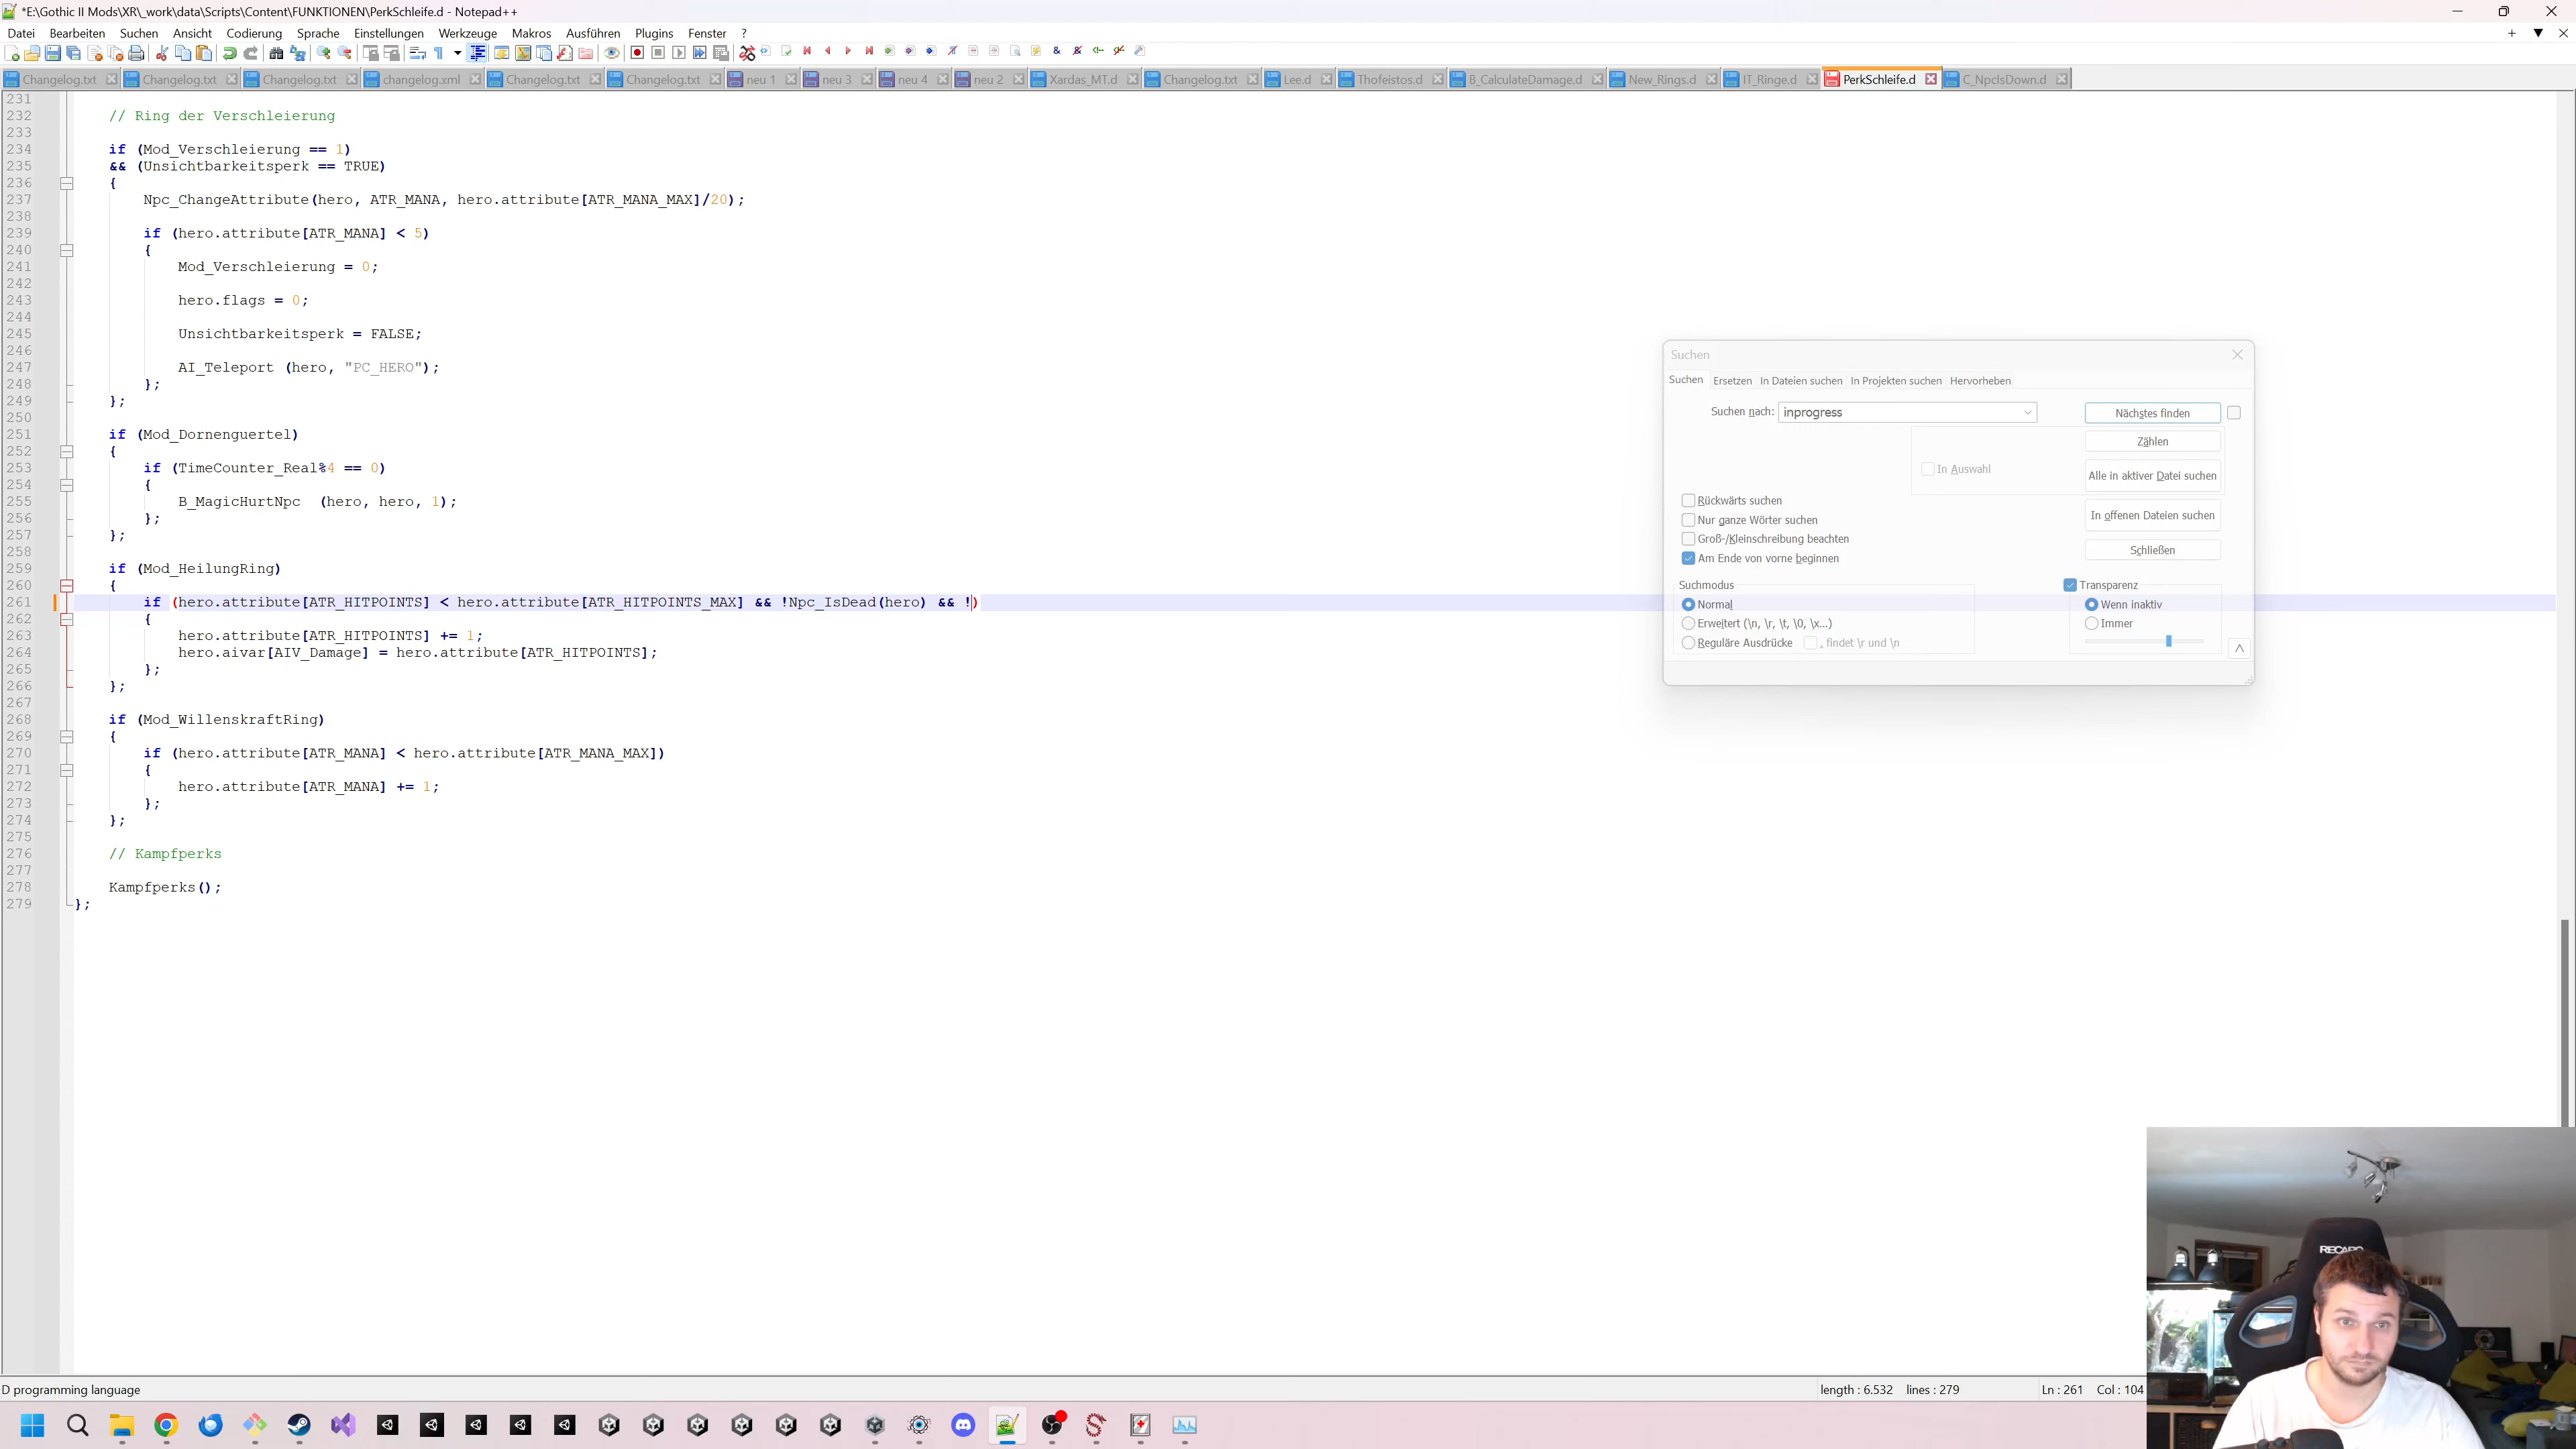 *E:\Gothic II Mods\XR\_work\data\Scripts\Content\FUNKTIONEN\PerkSchleife.d - Notepad++
Datei Bearbeiten Suchen Ansicht Codierung Sprache Einstellungen Werkzeuge Makros Ausführen Plugins Fenster ?
Changelog.txt Changelog.txt Changelog.txt changelog.xml Changelog.txt Changelog.txt neu 1 neu 3 neu 4 neu 2 Xardas_MT.d Changelog.txt Lee.d Thofeistos.d B_CalculateDamage.d New_Rings.d IT_Ringe.d PerkSchleife.d C_NpcIsDown.d
231
232 // Ring der Verschleierung
233
234 if (Mod_Verschleierung == 1)
235 && (Unsichtbarkeitsperk == TRUE)
236 {
237 Npc_ChangeAttribute(hero, ATR_MANA, hero.attribute[ATR_MANA_MAX]/20);
238
239 if (hero.attribute[ATR_MANA] < 5)
240 {
241 Mod_Verschleierung = 0;
242
243 hero.flags = 0;
244
245 Unsichtbarkeitsperk = FALSE;
246
247 AI_Teleport (hero, "PC_HERO");
248 };
249 };
250
251 if (Mod_Dornenguertel)
252 {
253 if (TimeCounter_Real%4 == 0)
254 {
255 B_MagicHurtNpc (hero, hero, 1);
256 };
257 };
258
259 if (Mod_HeilungRing)
260 {
261 if (hero.attribute[ATR_HITPOINTS] < hero.attribute[ATR_HITPOINTS_MAX] && !Npc_IsDead(hero) && !)
262 {
263 hero.attribute[ATR_HITPOINTS] += 1;
264 hero.aivar[AIV_Damage] = hero.attribute[ATR_HITPOINTS];
265 };
266 };
267
268 if (Mod_WillenskraftRing)
269 {
270 if (hero.attribute[ATR_MANA] < hero.attribute[ATR_MANA_MAX])
271 {
272 hero.attribute[ATR_MANA] += 1;
273 };
274 };
275
276 // Kampfperks
277
278 Kampfperks();
279 };
Suchen
Suchen Ersetzen In Dateien suchen In Projekten suchen Hervorheben
Suchen nach: inprogress Nächstes finden
Zählen
In Auswahl
Alle in aktiver Datei suchen
Rückwärts suchen
In offenen Dateien suchen
Nur ganze Wörter suchen
Groß-/Kleinschreibung beachten
Schließen
Am Ende von vorne beginnen
Suchmodus
Transparenz
Normal
Wenn inaktiv
Erweitert (\n, \r, \t, \0, \x...)
Immer
Reguläre Ausdrücke . findet \r und \n
RECARO
D programming language length : 6.532 lines : 279 Ln : 261 Col : 104